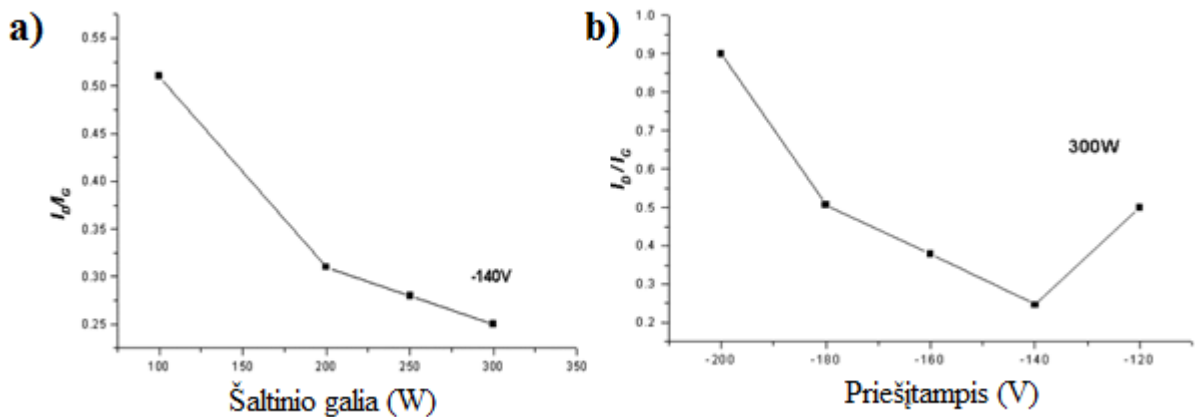 a)
I_D/I_G
0.55
0.50
0.45
0.40
0.35
0.30
0.25
-140V
100 150 200 250 300 350
Šaltinio galia (W)
b)
I_D / I_G
1.0
0.9
0.8
0.7
0.6
0.5
0.4
0.3
0.2
300W
-200 -180 -160 -140 -120
Priešįtampis (V)